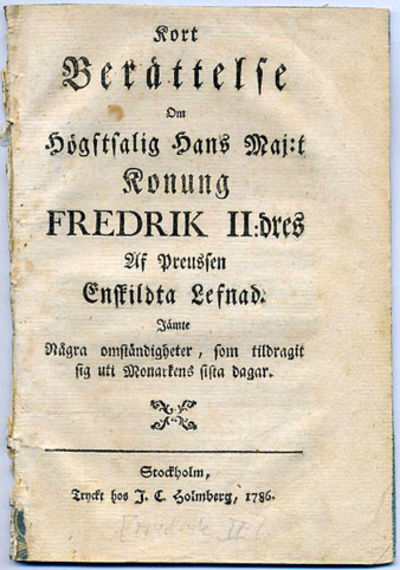 Kort
Berättelse
Om
Högstsalig Hans Maj:t
Konung
FREDRIK II:dres
Af Preussen
Enskildta Lefnad.
Jämte
Några omständigheter, som tildragit
sig uti Monarkens sista dagar.
Stockholm,
Tryckt hos J. C. Holmberg, 1786.